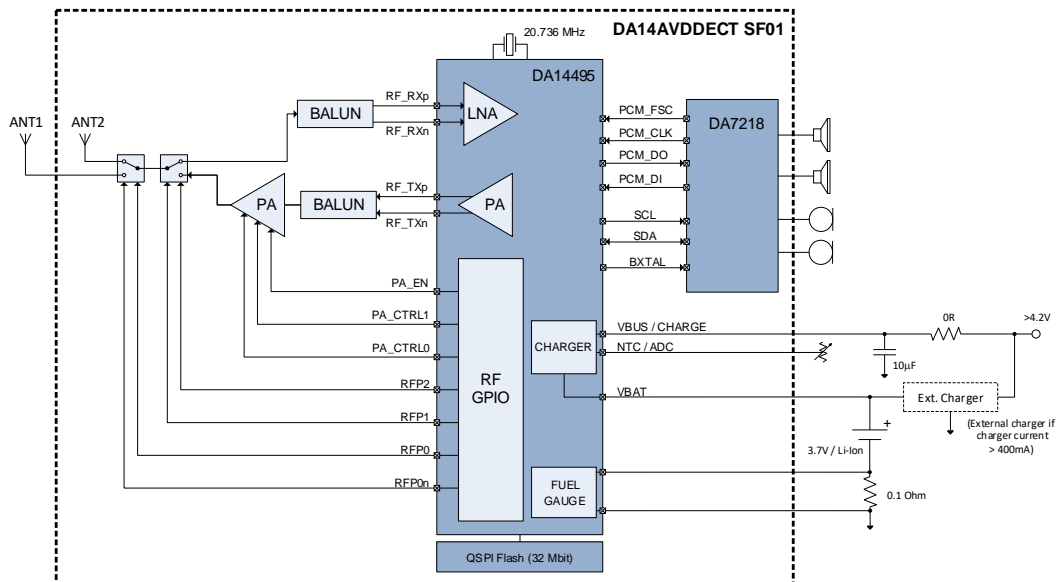 20.736 MHz
DA14AVDDECT SF01
DA14495
ANT1
ANT2
BALUN
RF_RXp
RF_RXn
LNA
PCM_FSC
PCM_CLK
PCM_DO
PCM_DI
DA7218
PA
BALUN
RF_TXp
RF_TXn
PA
SCL
SDA
BXTAL
PA_EN
PA_CTRL1
PA_CTRL0
RFP2
RFP1
RFP0
RFP0n
RF
GPIO
CHARGER
VBUS / CHARGE
NTC / ADC
VBAT
0R
>4.2V
10µF
Ext. Charger
(External charger if
charger current
> 400mA)
+
3.7V / Li-Ion
FUEL
GAUGE
0.1 Ohm
QSPI Flash (32 Mbit)